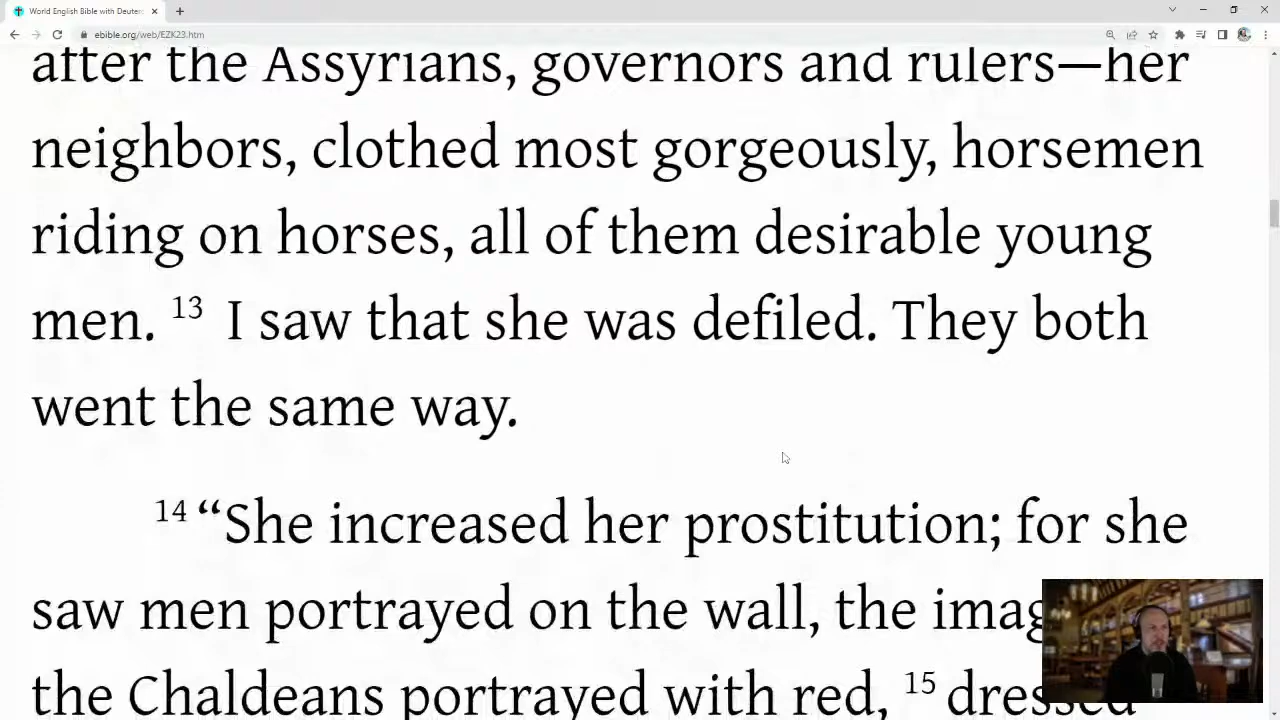 World English Bible with Deuter
ebible.org/web/EZK23.htm
after the Assyrians, governors and rulers—her
neighbors, clothed most gorgeously, horsemen
riding on horses, all of them desirable young
men. 13 I saw that she was defiled. They both
went the same way.
14 “She increased her prostitution; for she
saw men portrayed on the wall, the imag
the Chaldeans portrayed with red, 15 dressed